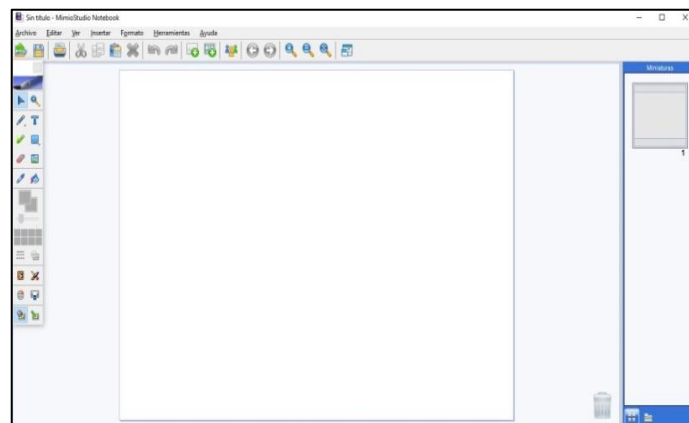 Sin título - MimioStudio Notebook
Archivo Editar Ver Insertar Formato Herramientas Ayuda
T
Miniaturas
1